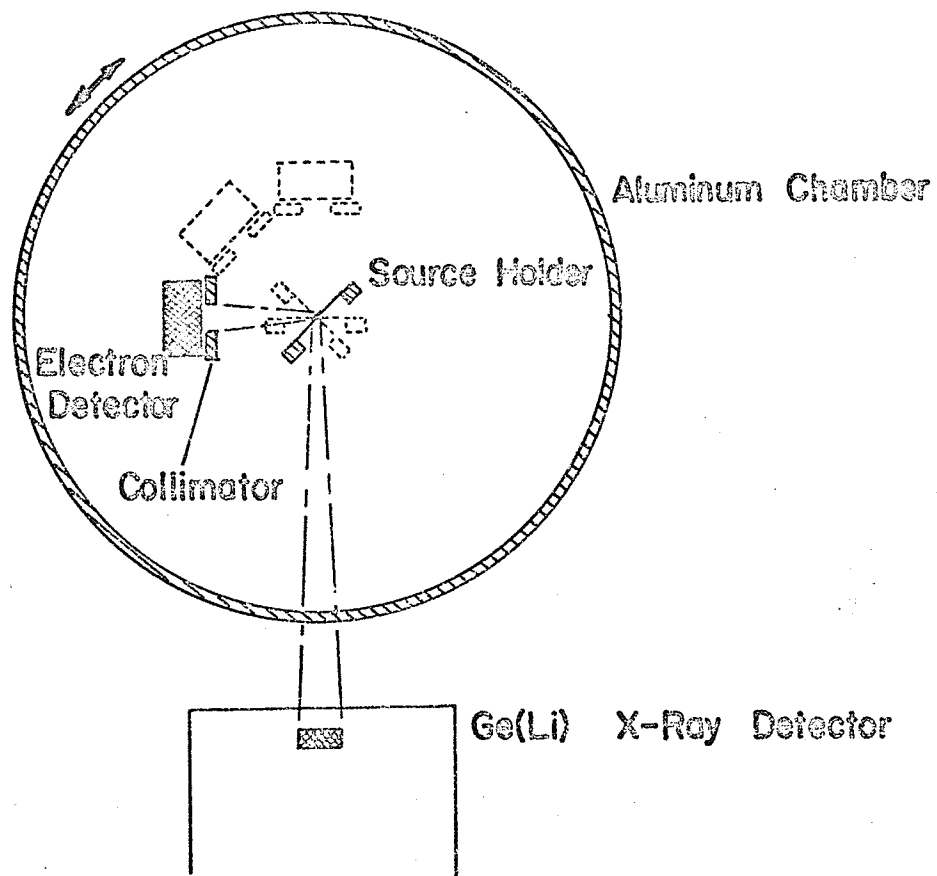 Aluminum Chamber
Source Holder
Electron
Detector
Collimator
Ge(Li) X-Ray Detector